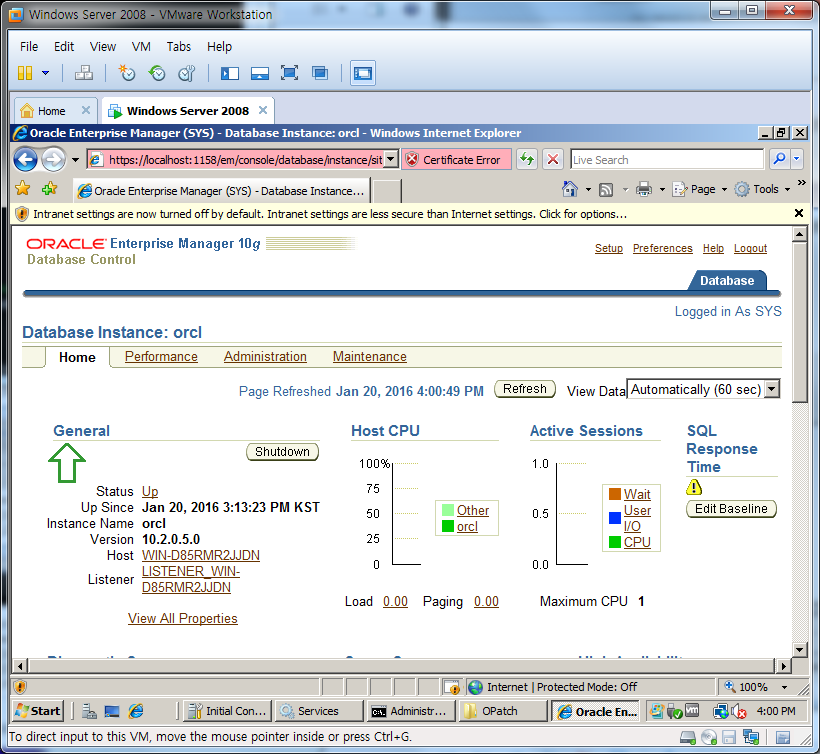 Windows Server 2008 - VMware Workstation
File Edit View VM Tabs Help
Home
Windows Server 2008
Oracle Enterprise Manager (SYS) - Database Instance: orcl - Windows Internet Explorer
https://localhost:1158/em/console/database/instance/sit
Certificate Error
Live Search
Oracle Enterprise Manager (SYS) - Database Instance...
Page
Tools
Intranet settings are now turned off by default. Intranet settings are less secure than Internet settings. Click for options...
ORACLE Enterprise Manager 10g
Database Control
Setup Preferences Help Logout
Database
Logged in As SYS
Database Instance: orcl
Home Performance Administration Maintenance
Page Refreshed Jan 20, 2016 4:00:49 PM
Refresh
View Data Automatically (60 sec)
General
Shutdown
Status Up
Up Since Jan 20, 2016 3:13:23 PM KST
Instance Name orcl
Version 10.2.0.5.0
Host WIN-D85RMR2JJDN
Listener LISTENER_WIN-
D85RMR2JJDN
View All Properties
Host CPU
100%
75
50
25
0
Other
orcl
Load 0.00 Paging 0.00
Active Sessions
1.0
0.5
0.0
Wait
User
I/O
CPU
Maximum CPU 1
SQL
Response
Time
Edit Baseline
Internet | Protected Mode: Off
100%
Start
Initial Con...
Services
Administr...
OPatch
Oracle En...
4:00 PM
To direct input to this VM, move the mouse pointer inside or press Ctrl+G.